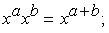 x^a x^b = x^{a+b};